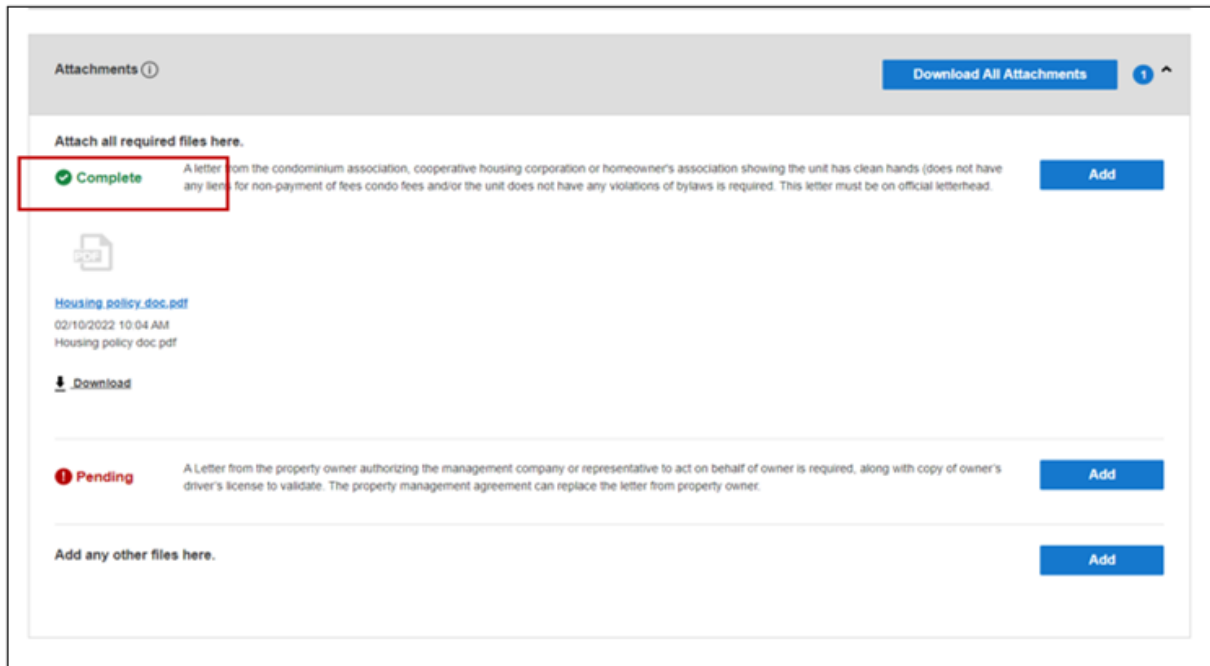 Attachments
Download All Attachments
1
Attach all required files here.
Complete
A letter from the condominium association, cooperative housing corporation or homeowner's association showing the unit has clean hands (does not have
any liens for non-payment of fees condo fees and/or the unit does not have any violations of bylaws is required. This letter must be on official letterhead.
Add
PDF
Housing policy doc.pdf
02/10/2022 10:04 AM
Housing policy doc.pdf
Download
Pending
A Letter from the property owner authorizing the management company or representative to act on behalf of owner is required, along with copy of owner's
driver's license to validate. The property management agreement can replace the letter from property owner.
Add
Add any other files here.
Add